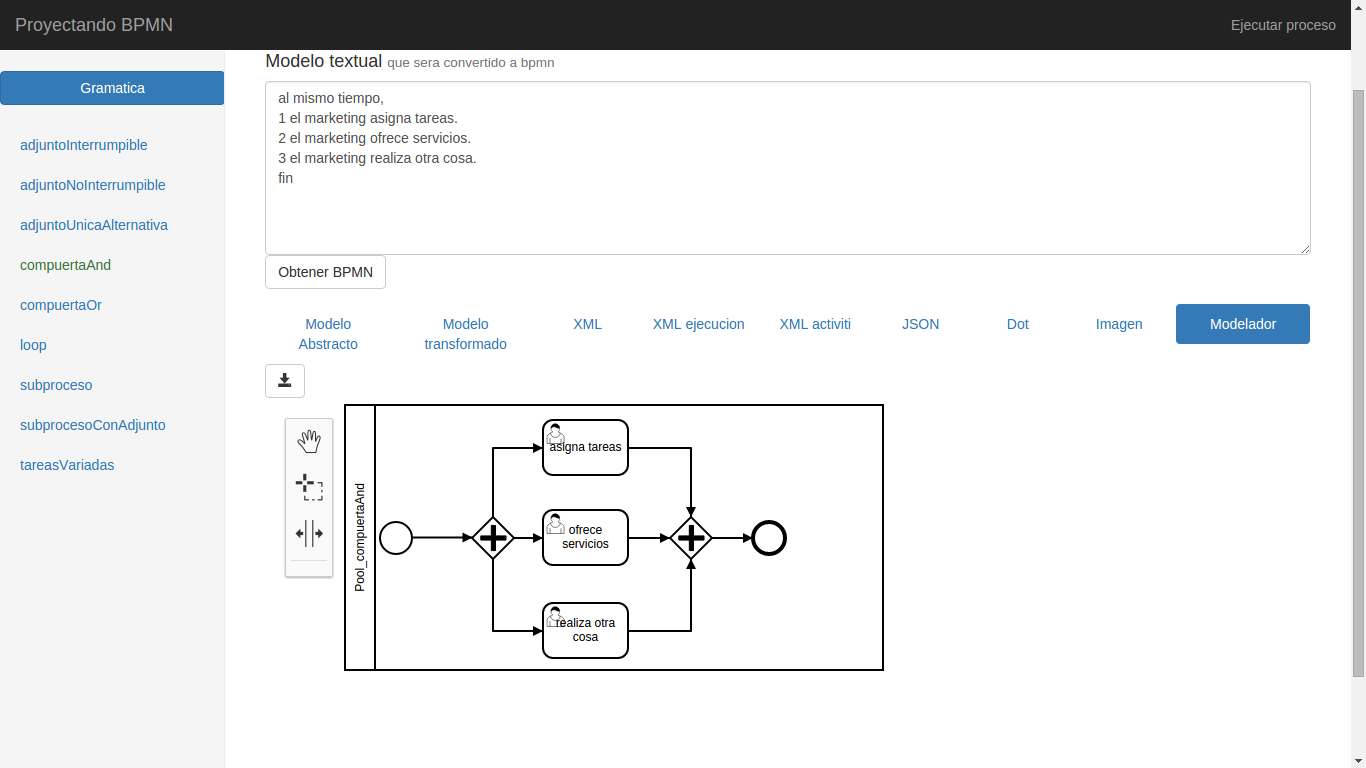 Proyectando BPMN
Ejecutar proceso
Gramatica
adjuntoInterrumpible
adjuntoNoInterrumpible
adjuntoUnicaAlternativa
compuertaAnd
compuertaOr
loop
subproceso
subprocesoConAdjunto
tareasVariadas
Modelo textual que sera convertido a bpmn
al mismo tiempo,
1 el marketing asigna tareas.
2 el marketing ofrece servicios.
3 el marketing realiza otra cosa.
fin
Obtener BPMN
Modelo
Abstracto
Modelo
transformado
XML
XML ejecucion
XML activiti
JSON
Dot
Imagen
Modelador
Pool_compuertaAnd
asigna tareas
ofrece
servicios
realiza otra
cosa